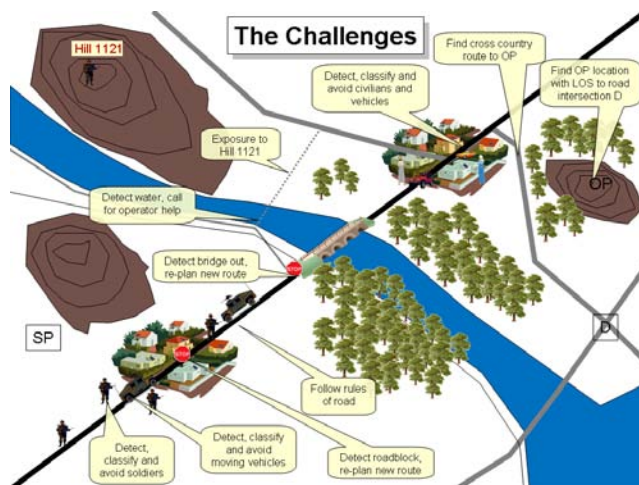 Hill 1121
The Challenges
Find cross country
route to OP
Find OP location
with LOS to road
intersection D
Detect, classify and
avoid civilians and
vehicles
Exposure to
Hill 1121
OP
Detect water, call
for operator help
Detect bridge out,
re-plan new route
STOP
SP
D
STOP
Follow rules
of road
Detect,
classify and
avoid soldiers
Detect, classify
and avoid
moving vehicles
Detect roadblock,
re-plan new route